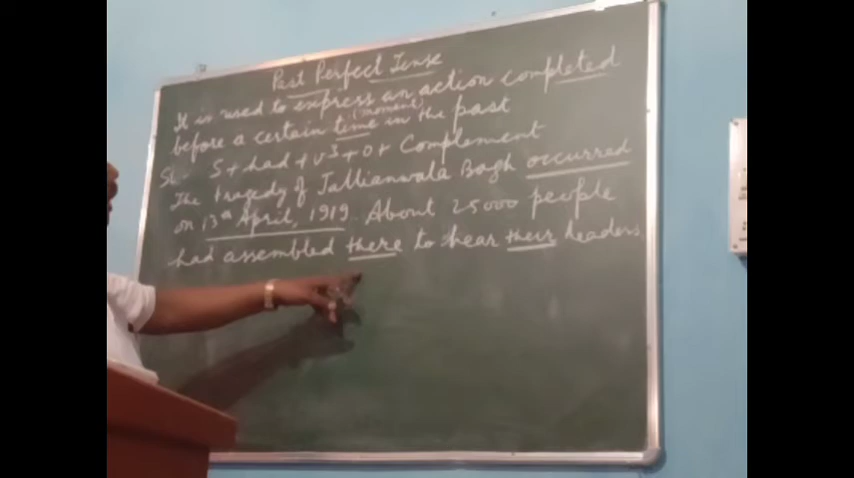 Past Perfect Tense
It is used to express an action completed
(moment)
before a certain time in the past
St:- S + had + v3 + O + Complement
The tragedy of Jallianwala Bagh occurred
on 13th April, 1919. About 25000 people
had assembled there to hear their leaders